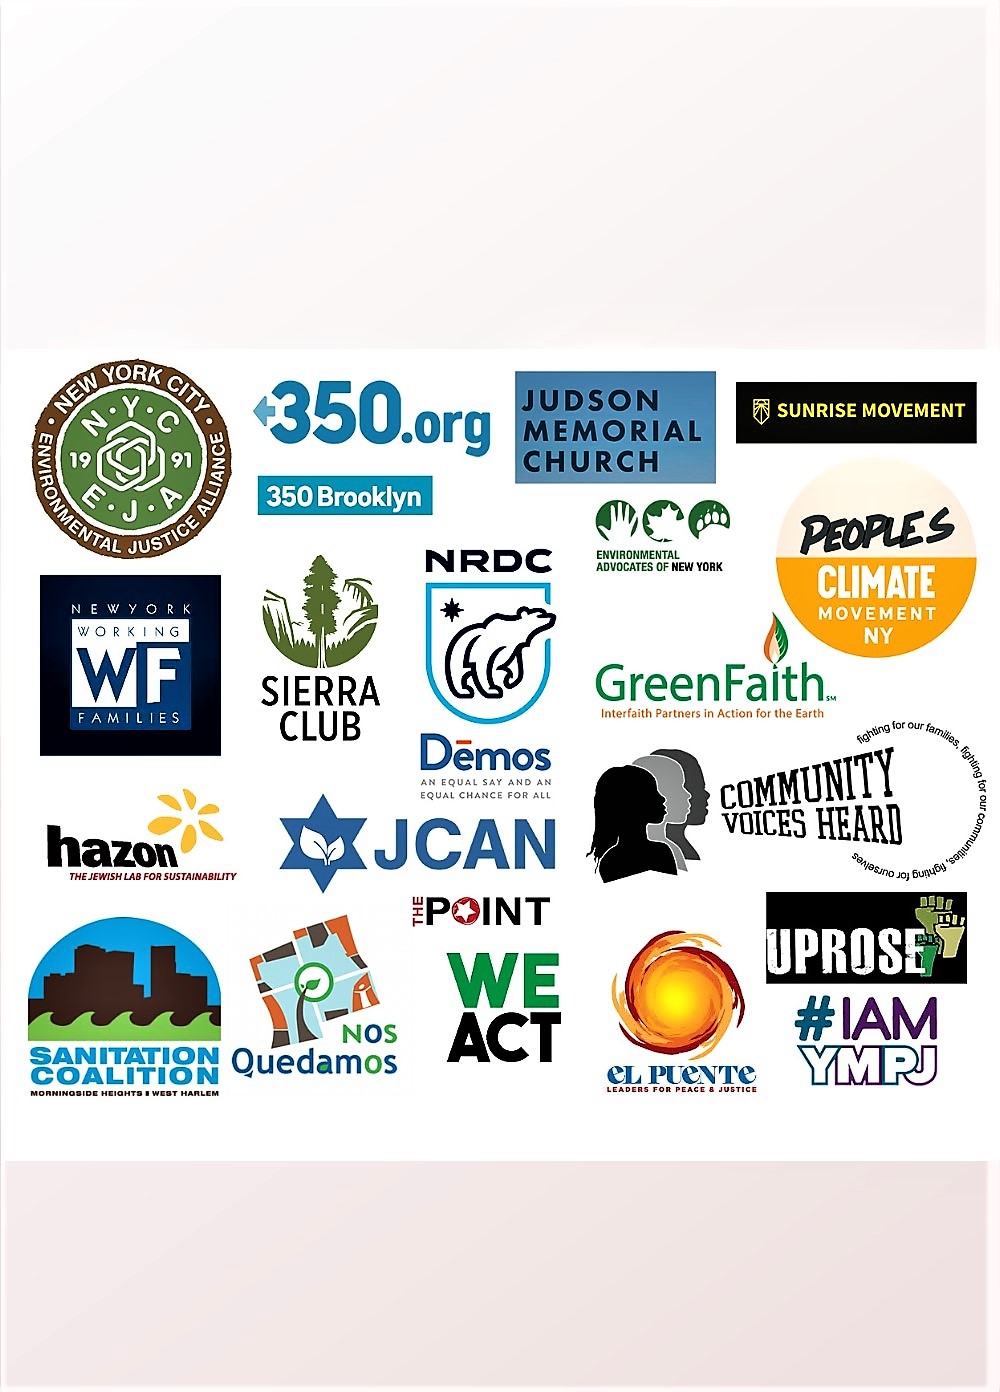 NEW YORK CITY
ENVIRONMENTAL JUSTICE ALLIANCE
N·Y·C
19 91
E·J·A
350.org
350 Brooklyn
JUDSON
MEMORIAL
CHURCH
SUNRISE MOVEMENT
ENVIRONMENTAL
ADVOCATES OF NEW YORK
PEOPLES
CLIMATE
MOVEMENT
NY
NEW YORK
WORKING
WF
FAMILIES
SIERRA
CLUB
NRDC
GreenFaith SM
Interfaith Partners in Action for the Earth
Dēmos
AN EQUAL SAY AND AN
EQUAL CHANCE FOR ALL
COMMUNITY
VOICES HEARD
fighting for our families, fighting for our communities, fighting for ourselves
hazon
THE JEWISH LAB FOR SUSTAINABILITY
JCAN
THE POINT
WE
ACT
UPROSE
SANITATION
COALITION
MORNINGSIDE HEIGHTS WEST HARLEM
NOS
Quedamos
EL PUENTE
LEADERS FOR PEACE & JUSTICE
#IAM
YMPJ